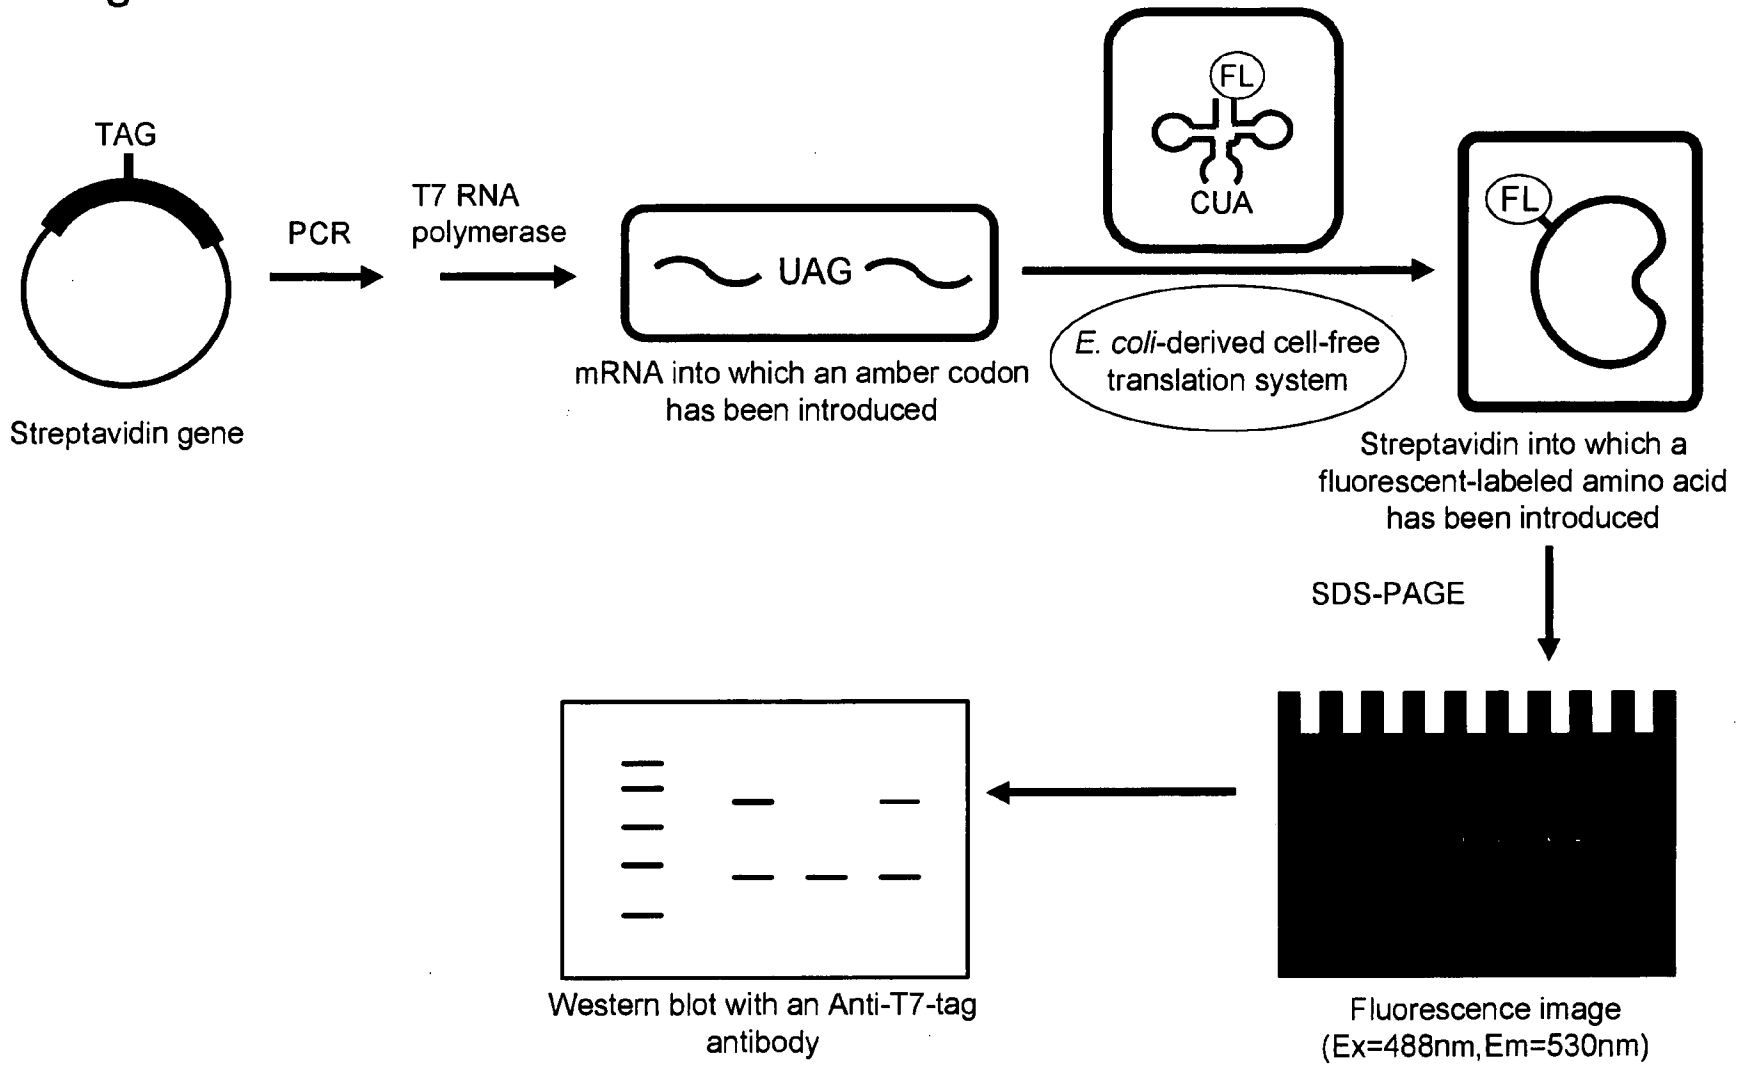 TAG
PCR
T7 RNA
polymerase
UAG
FL
CUA
FL
E. coli-derived cell-free
translation system
mRNA into which an amber codon
has been introduced
Streptavidin gene
Streptavidin into which a
fluorescent-labeled amino acid
has been introduced
SDS-PAGE
Western blot with an Anti-T7-tag
antibody
Fluorescence image
(Ex=488nm,Em=530nm)